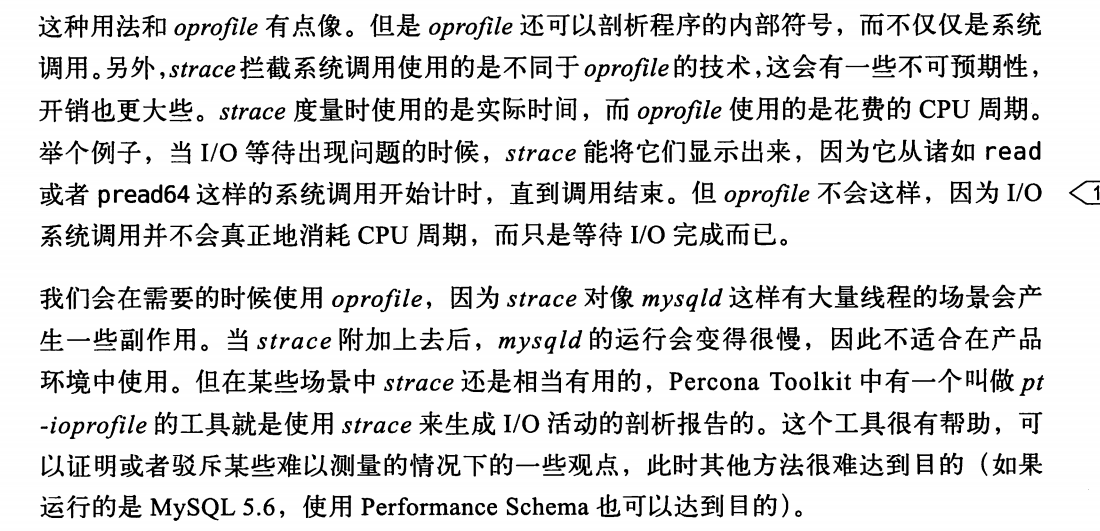 这种用法和 oprofile 有点像。但是 oprofile 还可以剖析程序的内部符号，而不仅仅是系统
调用。另外，strace 拦截系统调用使用的是不同于 oprofile 的技术，这会有一些不可预期性，
开销也更大些。strace 度量时使用的是实际时间，而 oprofile 使用的是花费的 CPU 周期。
举个例子，当 I/O 等待出现问题的时候，strace 能将它们显示出来，因为它从诸如 read
或者 pread64 这样的系统调用开始计时，直到调用结束。但 oprofile 不会这样，因为 I/O
系统调用并不会真正地消耗 CPU 周期，而只是等待 I/O 完成而已。
我们会在需要的时候使用 oprofile，因为 strace 对像 mysqld 这样有大量线程的场景会产
生一些副作用。当 strace 附加上去后，mysqld 的运行会变得很慢，因此不适合在产品
环境中使用。但在某些场景中 strace 还是相当有用的，Percona Toolkit 中有一个叫做 pt
-ioprofile 的工具就是使用 strace 来生成 I/O 活动的剖析报告的。这个工具很有帮助，可
以证明或者驳斥某些难以测量的情况下的一些观点，此时其他方法很难达到目的（如果
运行的是 MySQL 5.6，使用 Performance Schema 也可以达到目的）。